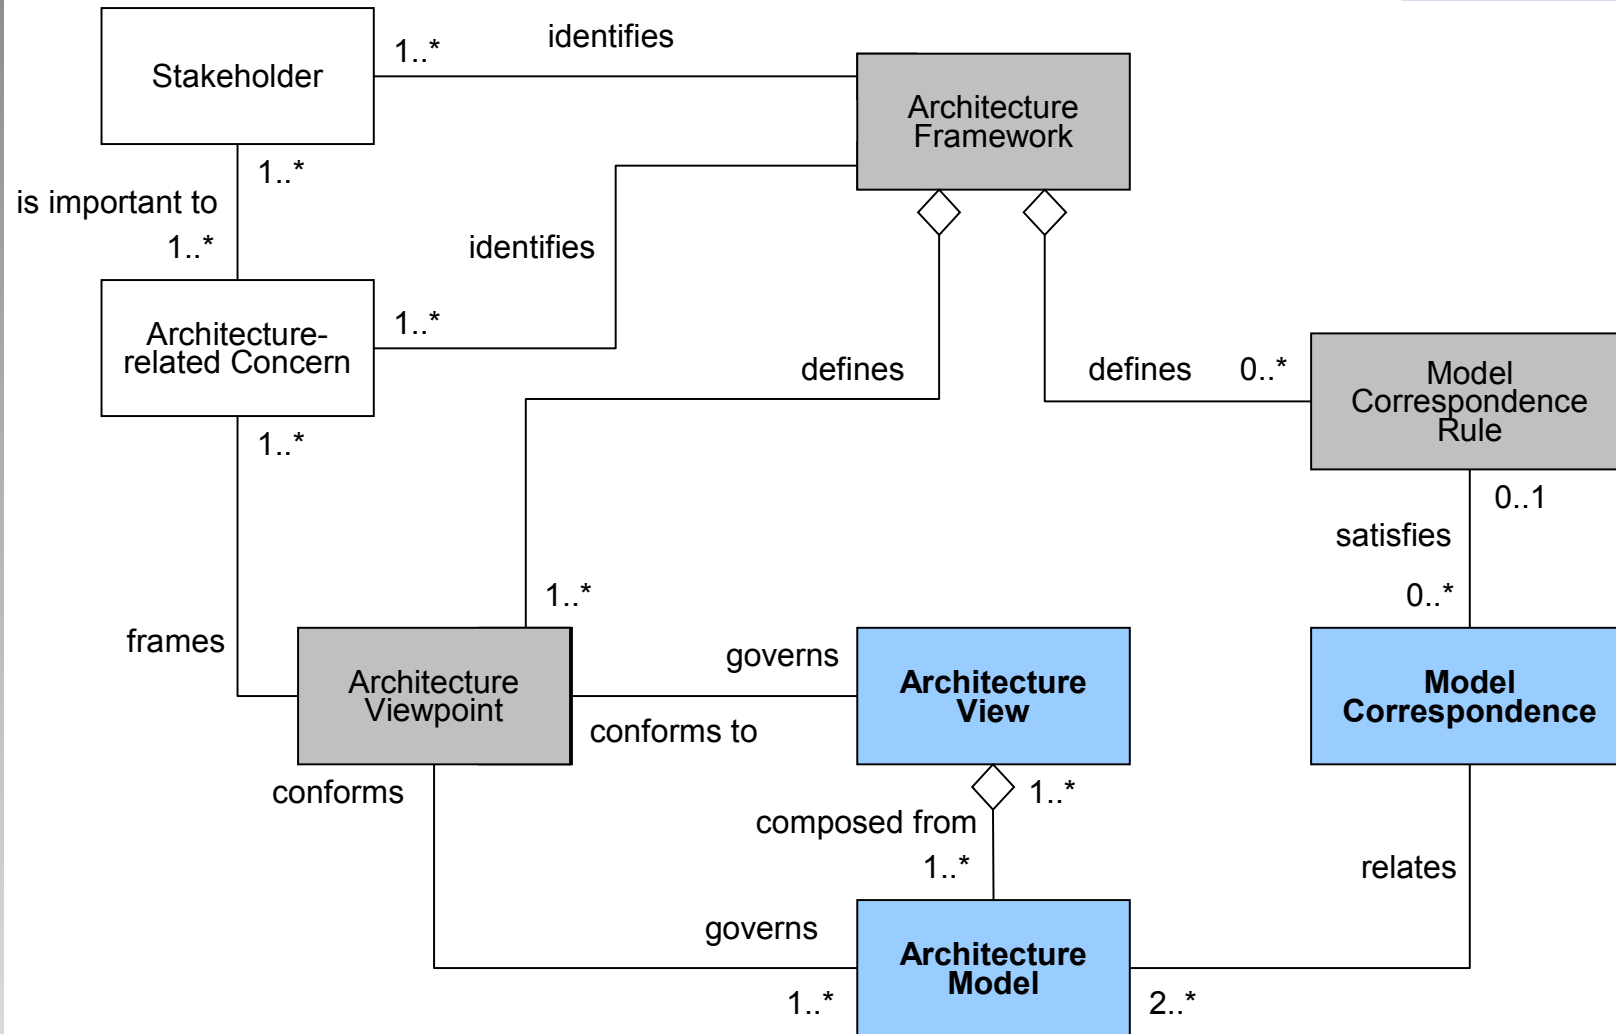 identifies
1..*
Stakeholder
Architecture
Framework
1..*
is important to
1..*
identifies
1..*
Architecture-
related Concern
defines
defines
0..*
Model
Correspondence
Rule
1..*
0..1
satisfies
1..*
0..*
frames
governs
Architecture
Viewpoint
Architecture
View
Model
Correspondence
conforms to
conforms
1..*
composed from
1..*
relates
governs
Architecture
Model
1..*
2..*